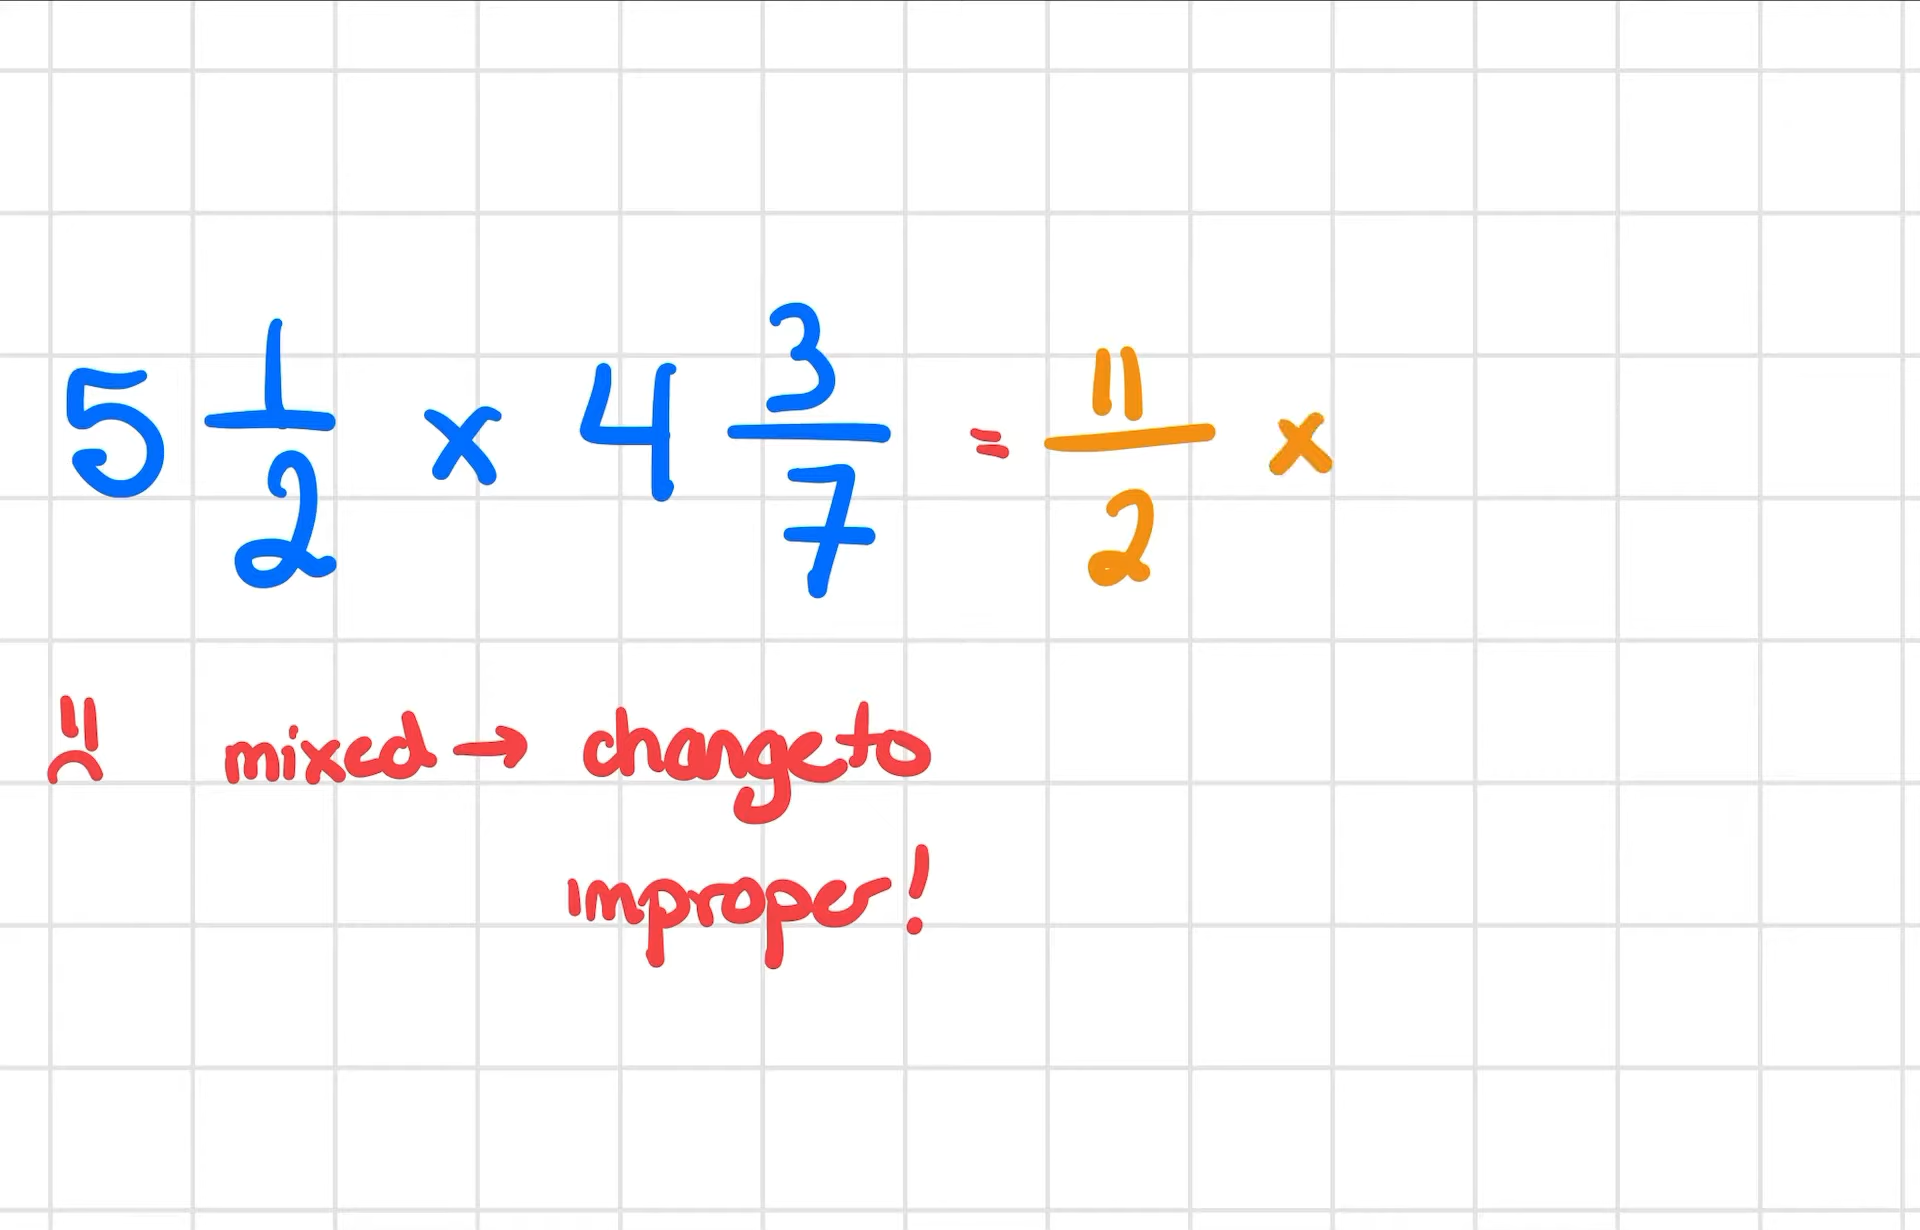 5 1/2 x 4 3/7 = 11/2 x
:( mixed → change to
improper!